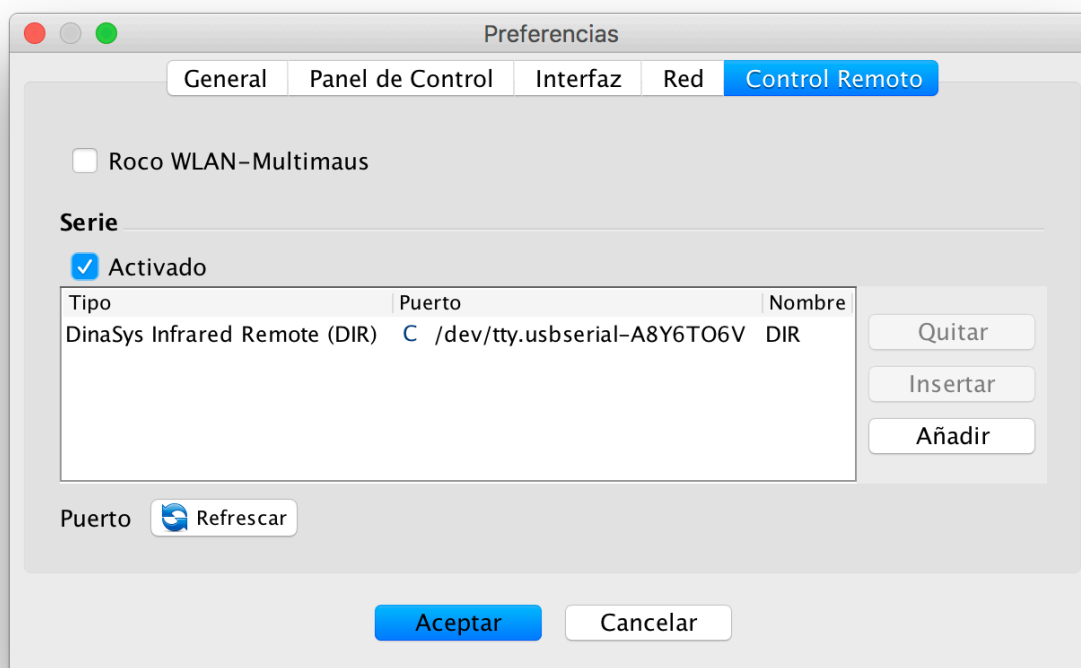 Preferencias
General Panel de Control Interfaz Red Control Remoto
Roco WLAN-Multimaus
Serie
Activado
Tipo Puerto Nombre
DinaSys Infrared Remote (DIR) C /dev/tty.usbserial-A8Y6TO6V DIR
Quitar
Insertar
Añadir
Puerto Refrescar
Aceptar Cancelar